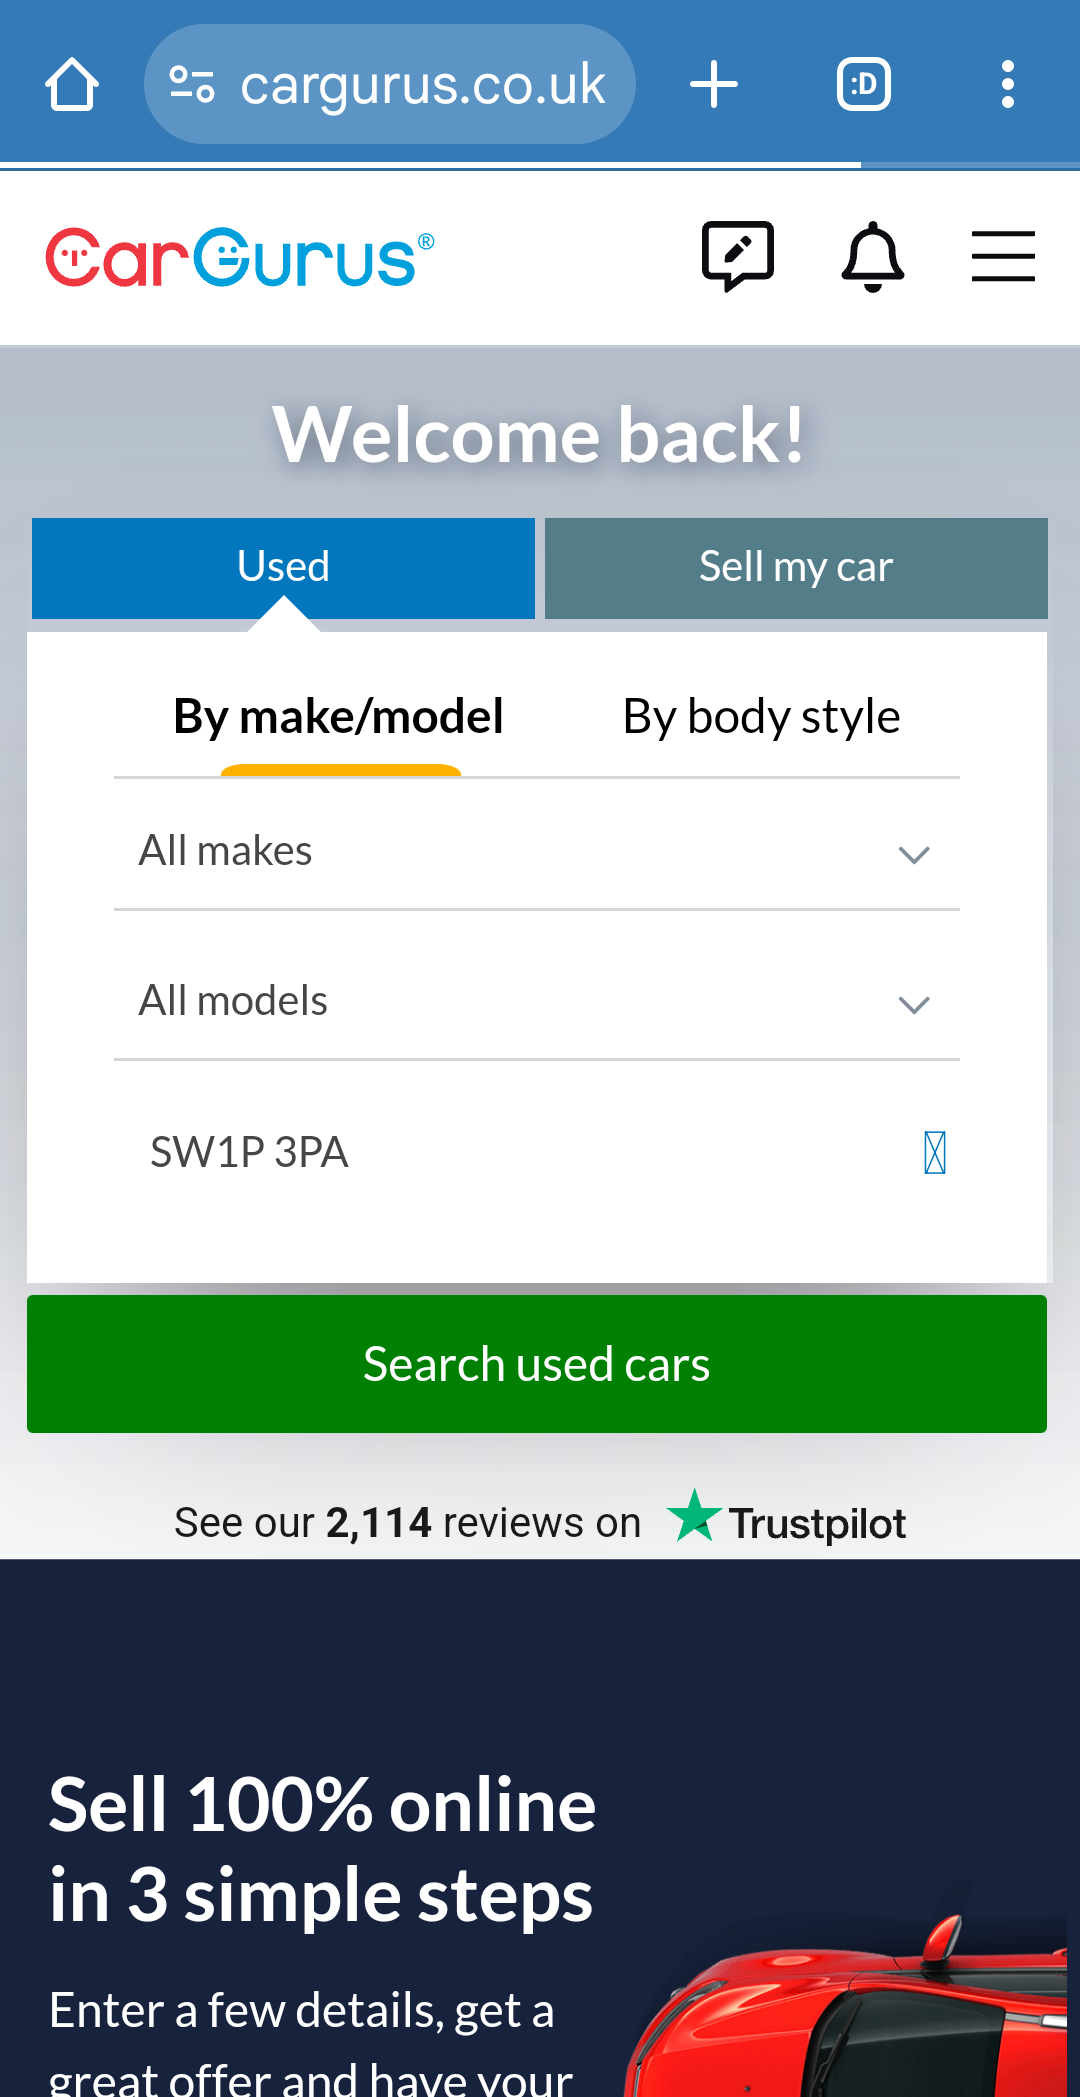 cargurus.co.uk
:D
CarGurus®
Welcome back!
Used
Sell my car
By make/model
By body style
All makes
All models
SW1P 3PA
Search used cars
See our 2,114 reviews on Trustpilot
Sell 100% online
in 3 simple steps
Enter a few details, get a
great offer and have your